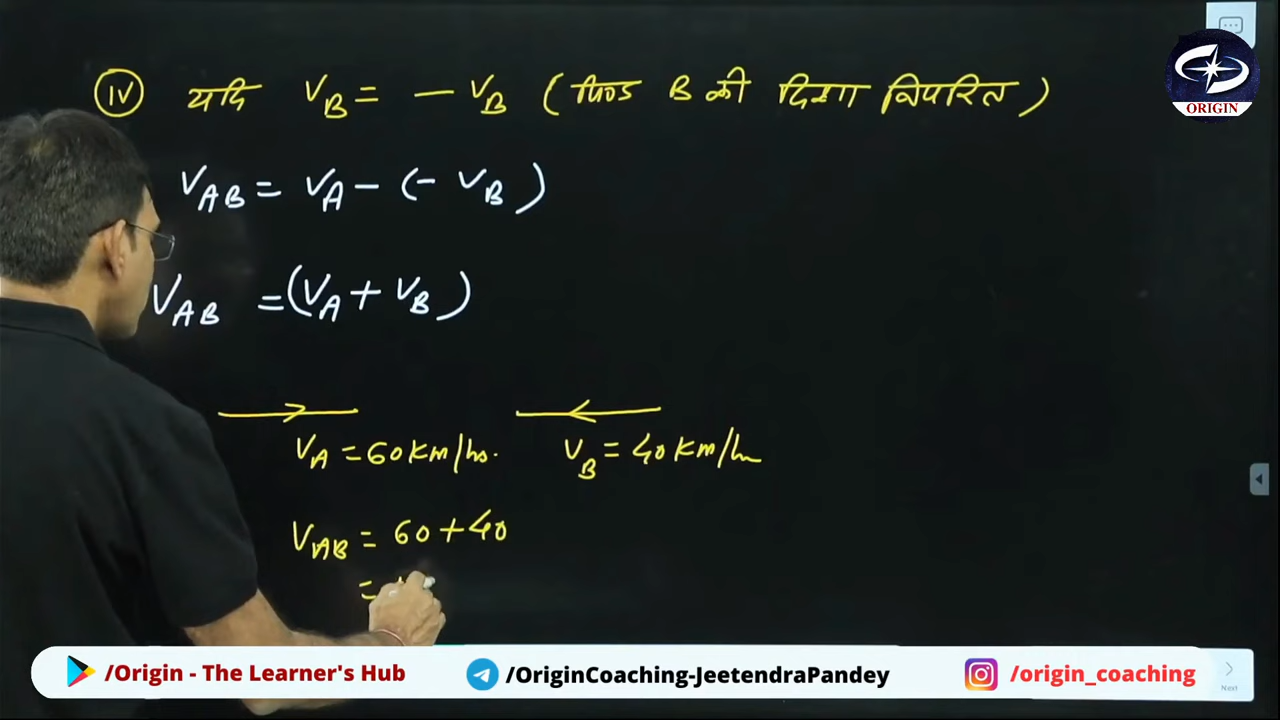 (iv) यदि V_B = − V_B ( पिण्ड B की दिशा विपरित )
ORIGIN
V_AB = V_A − (− V_B )
V_AB = (V_A + V_B )
V_A = 60 km/hr. V_B = 40 km/h
V_AB = 60 + 40
=
/Origin - The Learner's Hub /OriginCoaching-JeetendraPandey /origin_coaching
Next